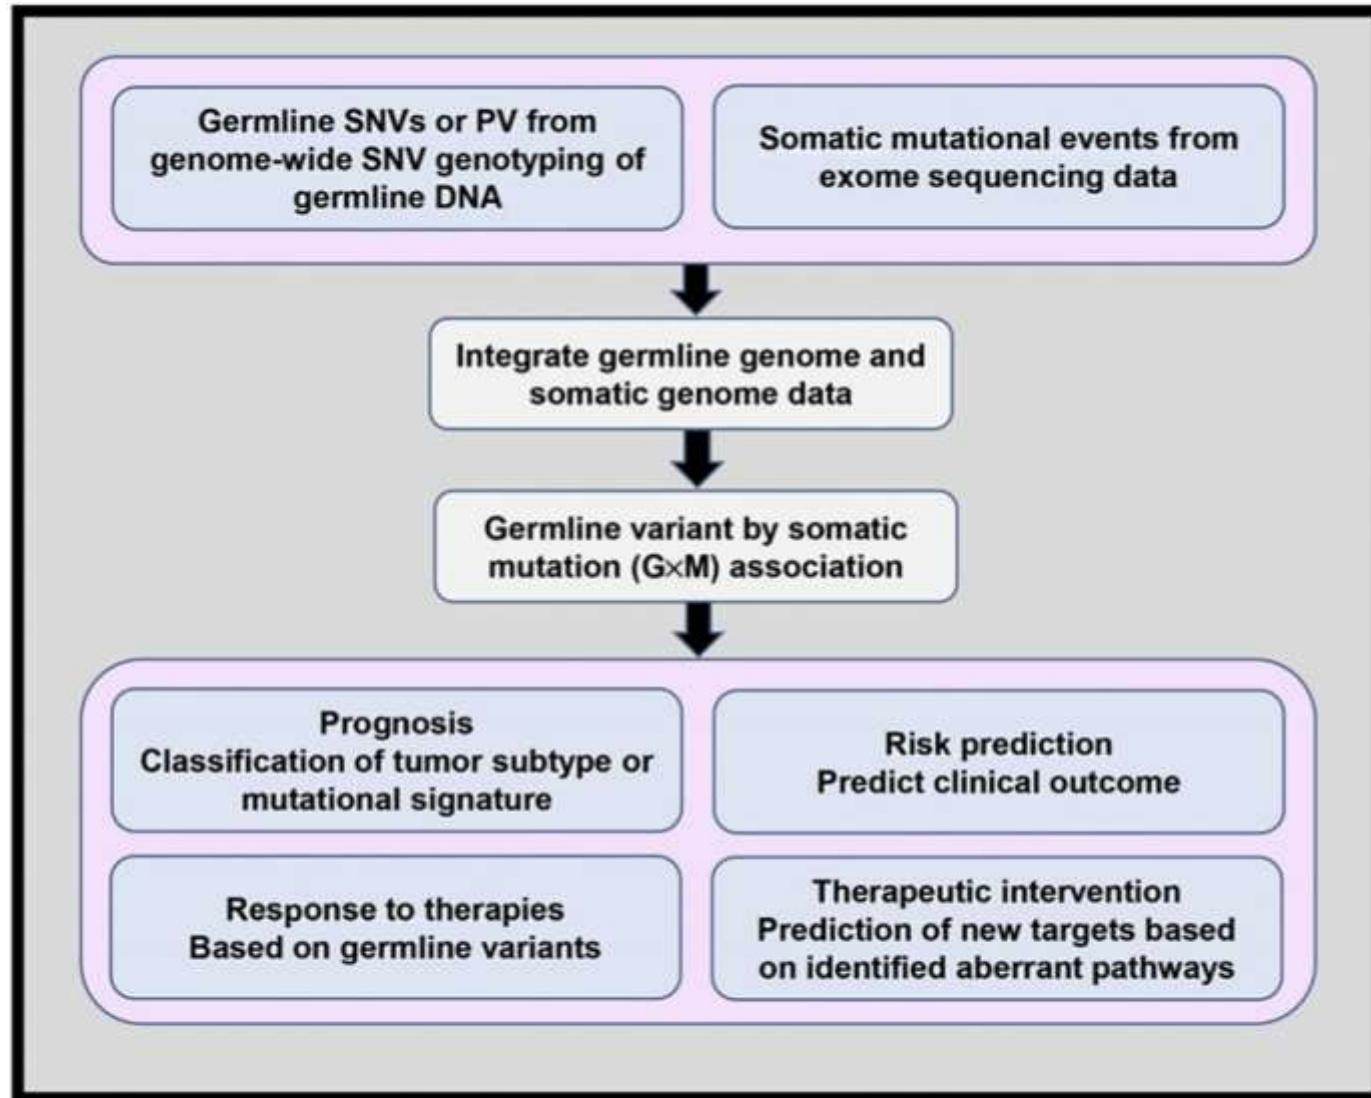 Germline SNVs or PV from
genome-wide SNV genotyping of
germline DNA
Somatic mutational events from
exome sequencing data
Integrate germline genome and
somatic genome data
Germline variant by somatic
mutation (G×M) association
Prognosis
Classification of tumor subtype or
mutational signature
Risk prediction
Predict clinical outcome
Response to therapies
Based on germline variants
Therapeutic intervention
Prediction of new targets based
on identified aberrant pathways